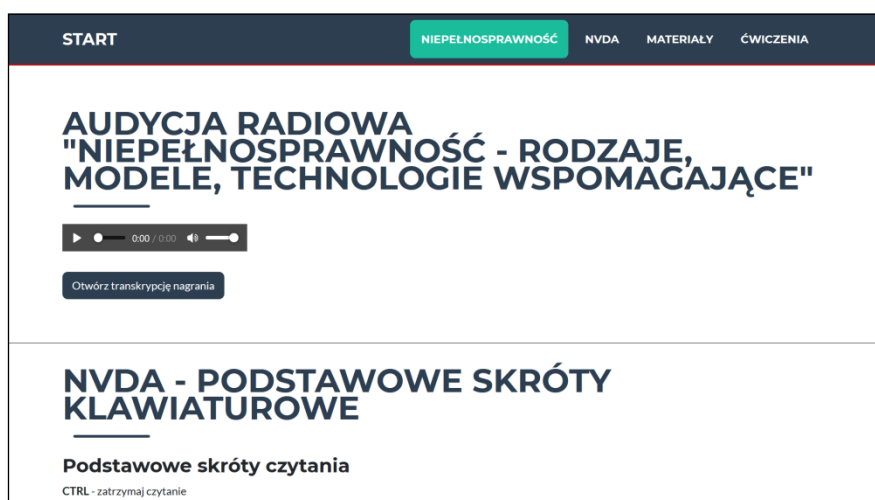 START NIEPEŁNOSPRAWNOŚĆ NVDA MATERIAŁY ĆWICZENIA
AUDYCJA RADIOWA
"NIEPEŁNOSPRAWNOŚĆ - RODZAJE,
MODELE, TECHNOLOGIE WSPOMAGAJĄCE"
0:00 / 0:00
Otwórz transkrypcję nagrania
NVDA - PODSTAWOWE SKRÓTY
KLAWIATUROWE
Podstawowe skróty czytania
CTRL - zatrzymaj czytanie